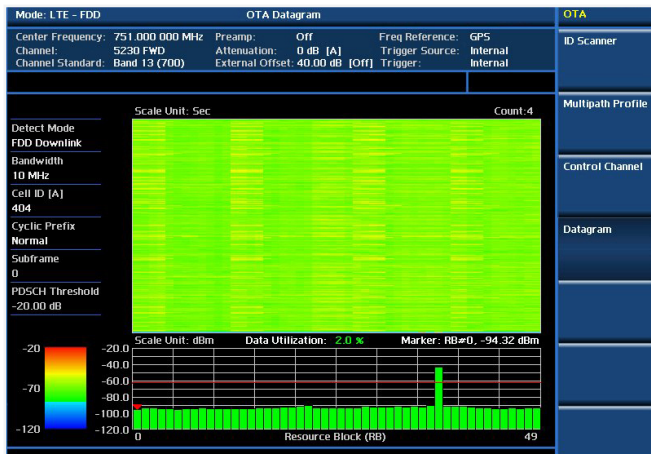 Mode: LTE - FDD
OTA Datagram
OTA
Center Frequency: 751.000 000 MHz Preamp: Off Freq Reference: GPS
Channel: 5230 FWD Attenuation: 0 dB [A] Trigger Source: Internal
Channel Standard: Band 13 (700) External Offset: 40.00 dB [Off] Trigger: Internal
ID Scanner
Multipath Profile
Control Channel
Datagram
Scale Unit: Sec Count:4
Detect Mode
FDD Downlink
Bandwidth
10 MHz
Cell ID [A]
404
Cyclic Prefix
Normal
Subframe
0
PDSCH Threshold
-20.00 dB
Scale Unit: dBm Data Utilization: 2.0 % Marker: RB#0, -94.32 dBm
-20
-70
-120
-20.0
-40.0
-60.0
-80.0
-100.0
-120.0
0 Resource Block (RB) 49